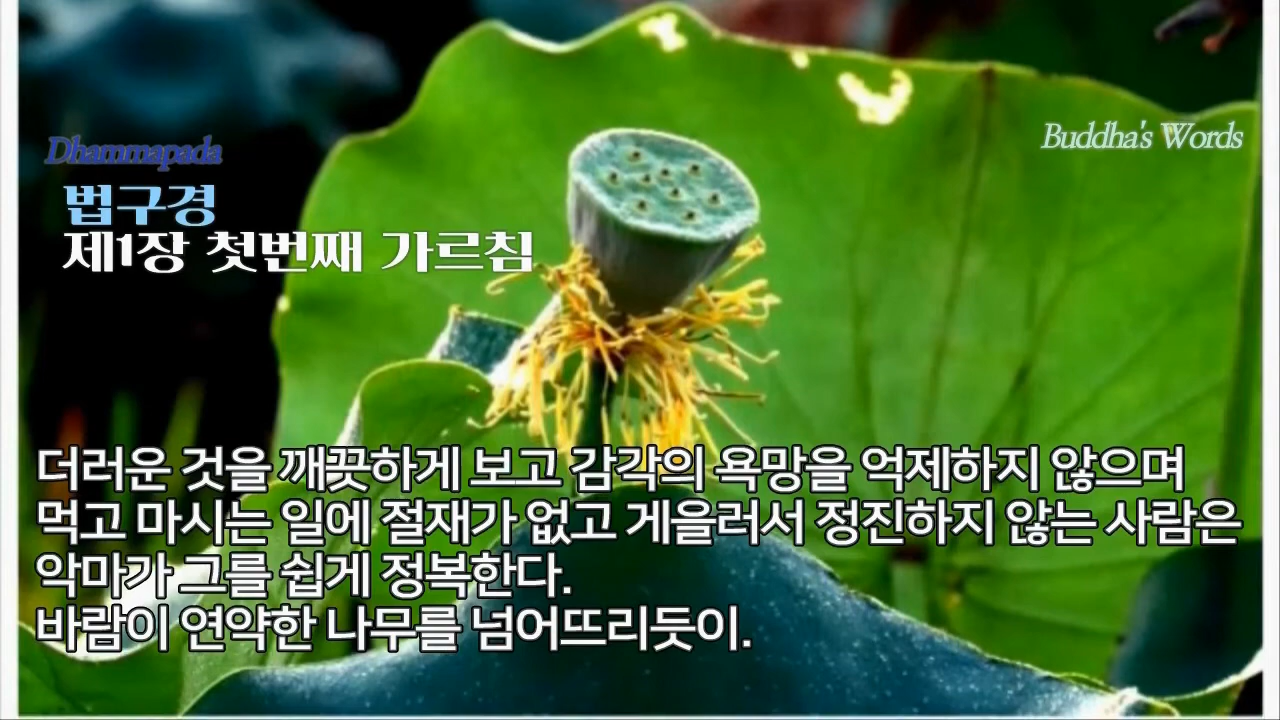 Dhammapada
Buddha's Words
법구경
제1장 첫번째 가르침
더러운 것을 깨끗하게 보고 감각의 욕망을 억제하지 않으며
먹고 마시는 일에 절재가 없고 게을러서 정진하지 않는 사람은
악마가 그를 쉽게 정복한다.
바람이 연약한 나무를 넘어뜨리듯이.